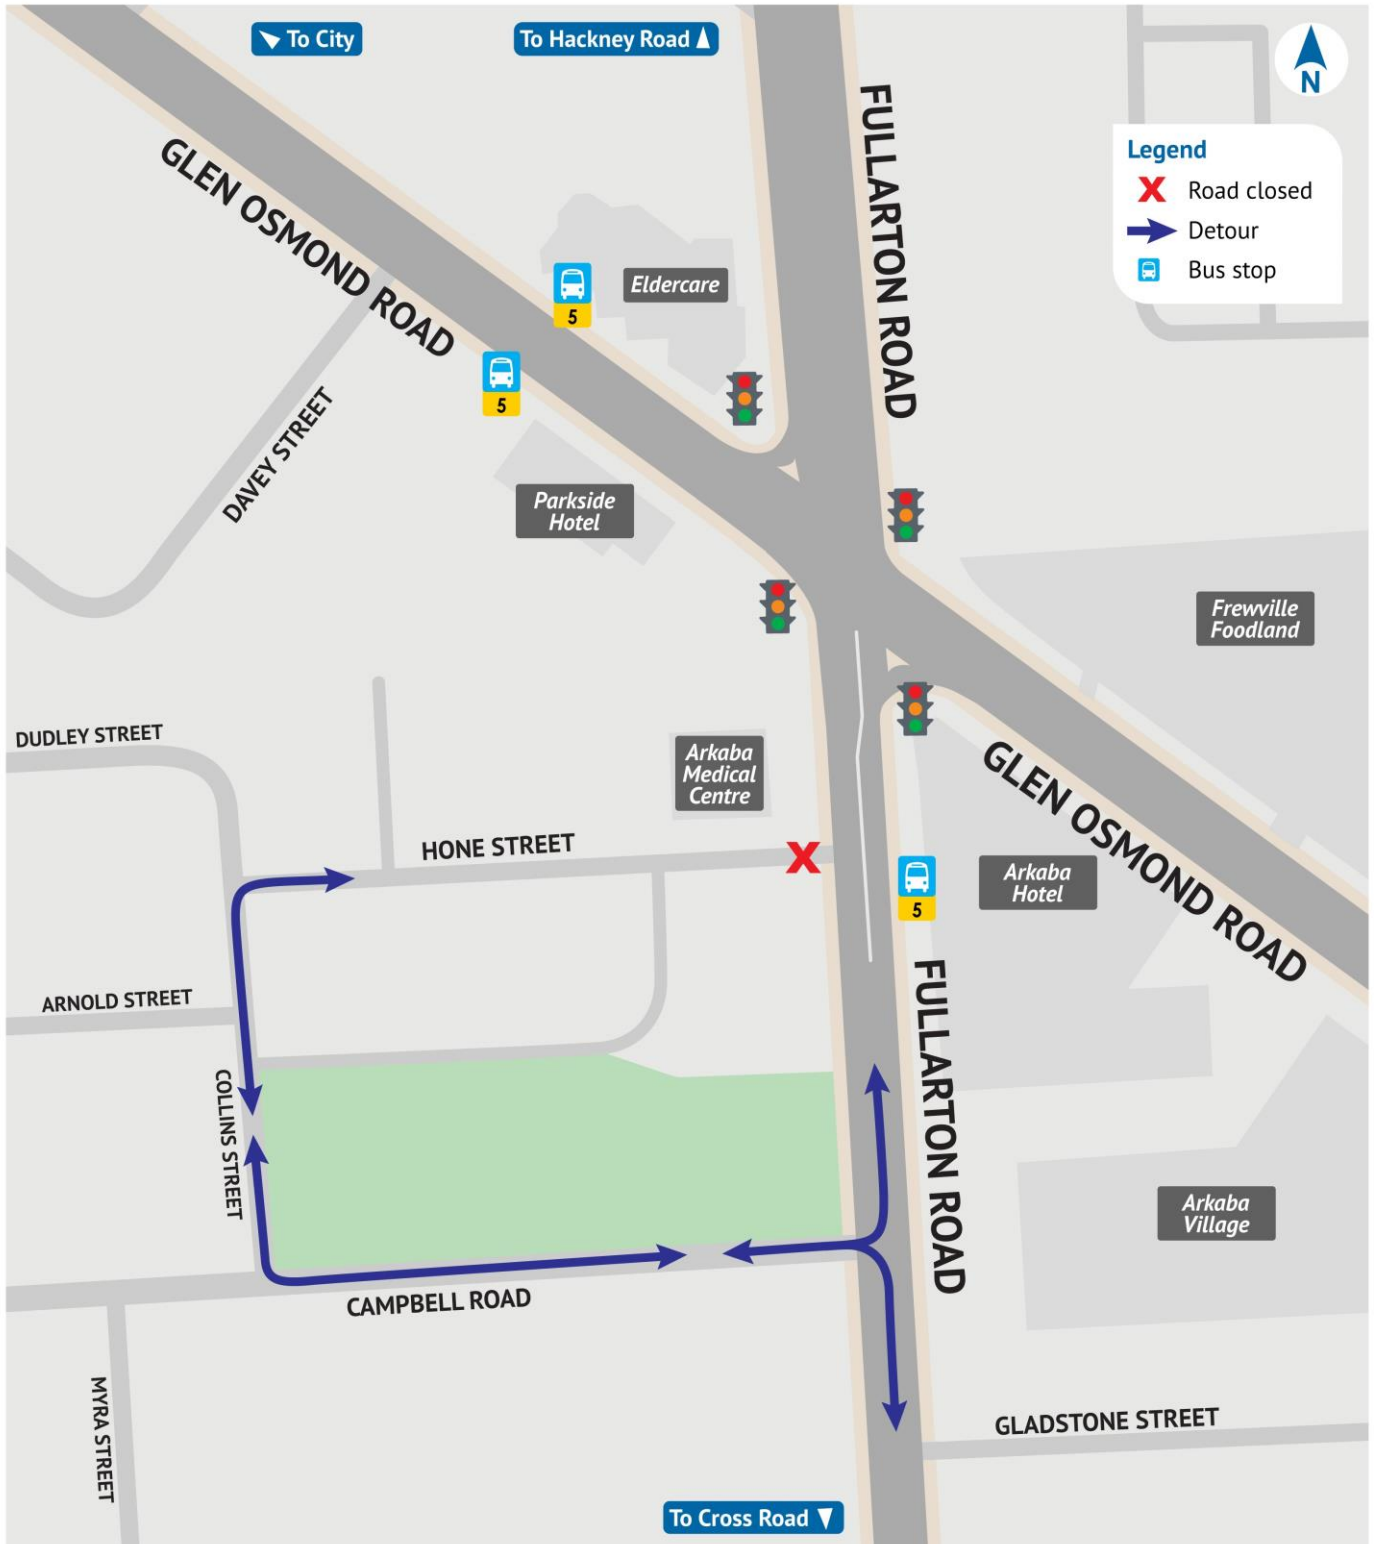 To City
To Hackney Road
N
FULLARTON ROAD
GLEN OSMOND ROAD
Legend
Road closed
Detour
Bus stop
Eldercare
5
5
DAVEY STREET
Parkside
Hotel
Frewville
Foodland
DUDLEY STREET
Arkaba
Medical
Centre
GLEN OSMOND ROAD
HONE STREET
X
Arkaba
Hotel
5
ARNOLD STREET
FULLARTON ROAD
COLLINS STREET
Arkaba
Village
CAMPBELL ROAD
MYRA STREET
GLADSTONE STREET
To Cross Road